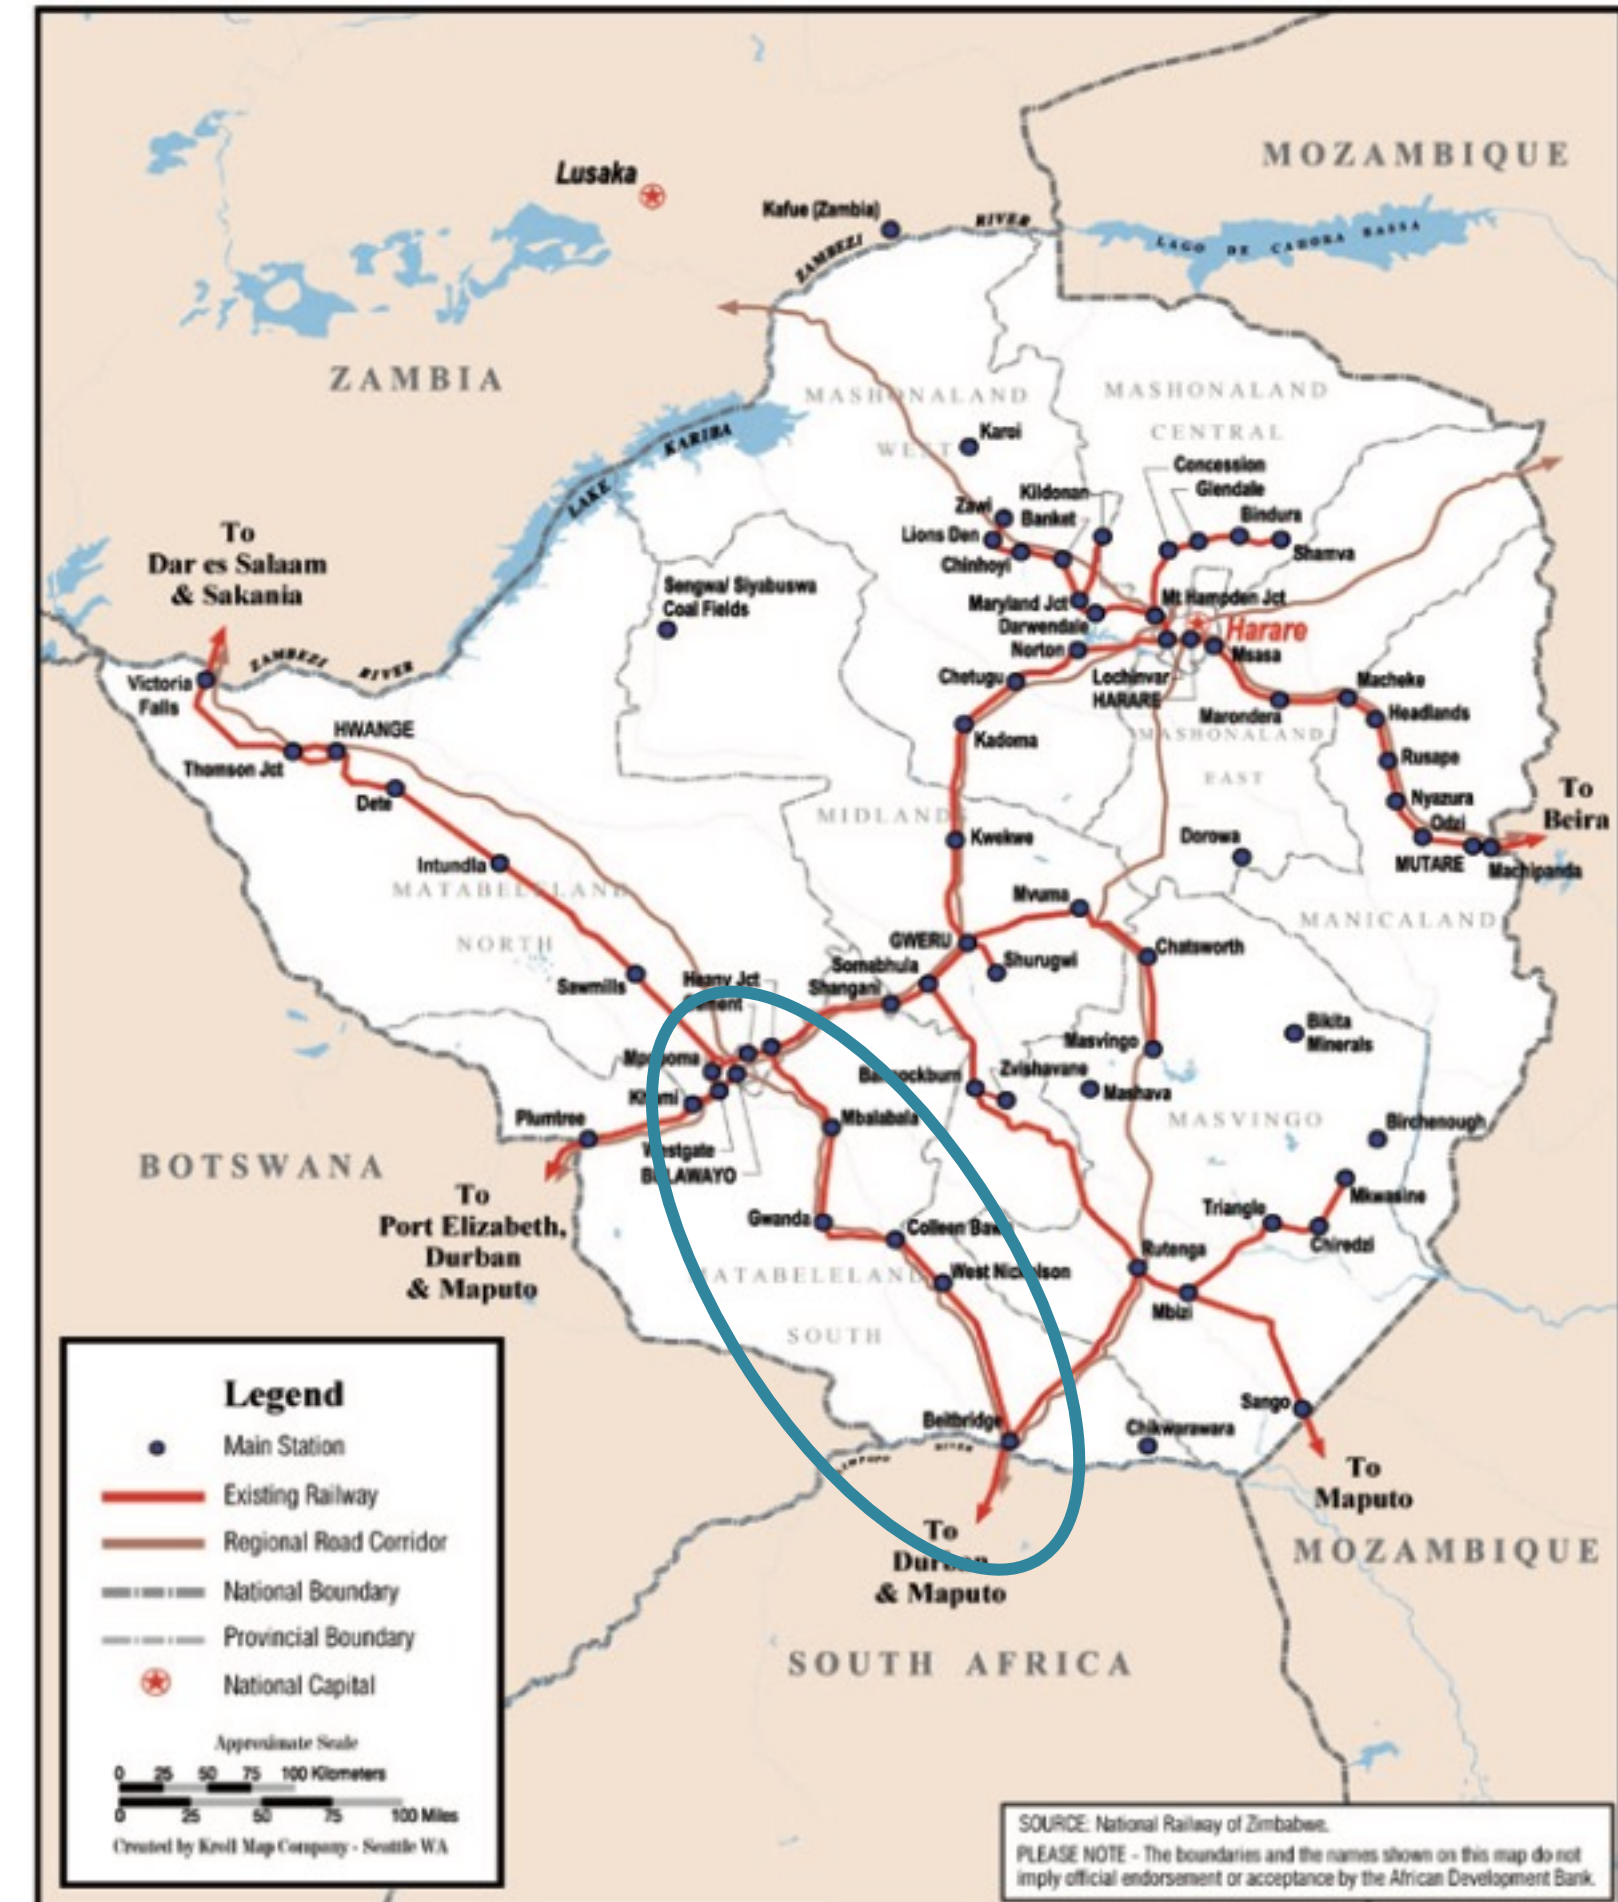 MOZAMBIQUE
Lusaka
Kafue (Zambia)
ZAMBEZI
RIVER
LAGO DE CAHORA BASSA
ZAMBIA
MASHONALAND
WEST
MASHONALAND
CENTRAL
KARIBA
LAKE
Karoi
Concession
Glendale
Kildonan
Zawi
Banket
Bindura
Lions Den
Shamva
Chinhoyi
To
Dar es Salaam
& Sakania
Sengwa/ Siyabuswa
Coal Fields
Maryland Jct
Mt Hampden Jct
Darwendale
Harare
Norton
Msasa
ZAMBEZI
RIVER
Victoria
Falls
Chetugu
Lochinvar
HARARE
Macheke
Marondera
Headlands
HWANGE
Kadoma
MASHONALAND
EAST
Rusape
Thomson Jct
Dete
Nyazura
To
Beira
MIDLANDS
Odzi
Kwekwe
Dorowa
MUTARE
Machipanda
Intundla
MATABELELAND
NORTH
Mvuma
MANICALAND
GWERU
Chatsworth
Shurugwi
Somabhula
Shangani
Sawmills
Heany Jct
Bikita
Minerals
Masvingo
Zvishavane
Mashava
MASVINGO
Birchenough
Plumtree
Mbalabala
BOTSWANA
To
Port Elizabeth,
Durban
& Maputo
Mkwasine
Triangle
Chiredzi
Gwanda
Rutenga
West Nicholson
MATABELELAND
SOUTH
Mbizi
Sango
Beitbridge
Chikwarawara
RIVER
To
Maputo
To
Durban
& Maputo
MOZAMBIQUE
SOUTH AFRICA
Legend
Main Station
Existing Railway
Regional Road Corridor
National Boundary
Provincial Boundary
National Capital
Approximate Scale
0 25 50 75 100 Kilometers
0 25 50 75 100 Miles
Created by Kroll Map Company - Seattle WA
SOURCE: National Railway of Zimbabwe.
PLEASE NOTE - The boundaries and the names shown on this map do not
imply official endorsement or acceptance by the African Development Bank.